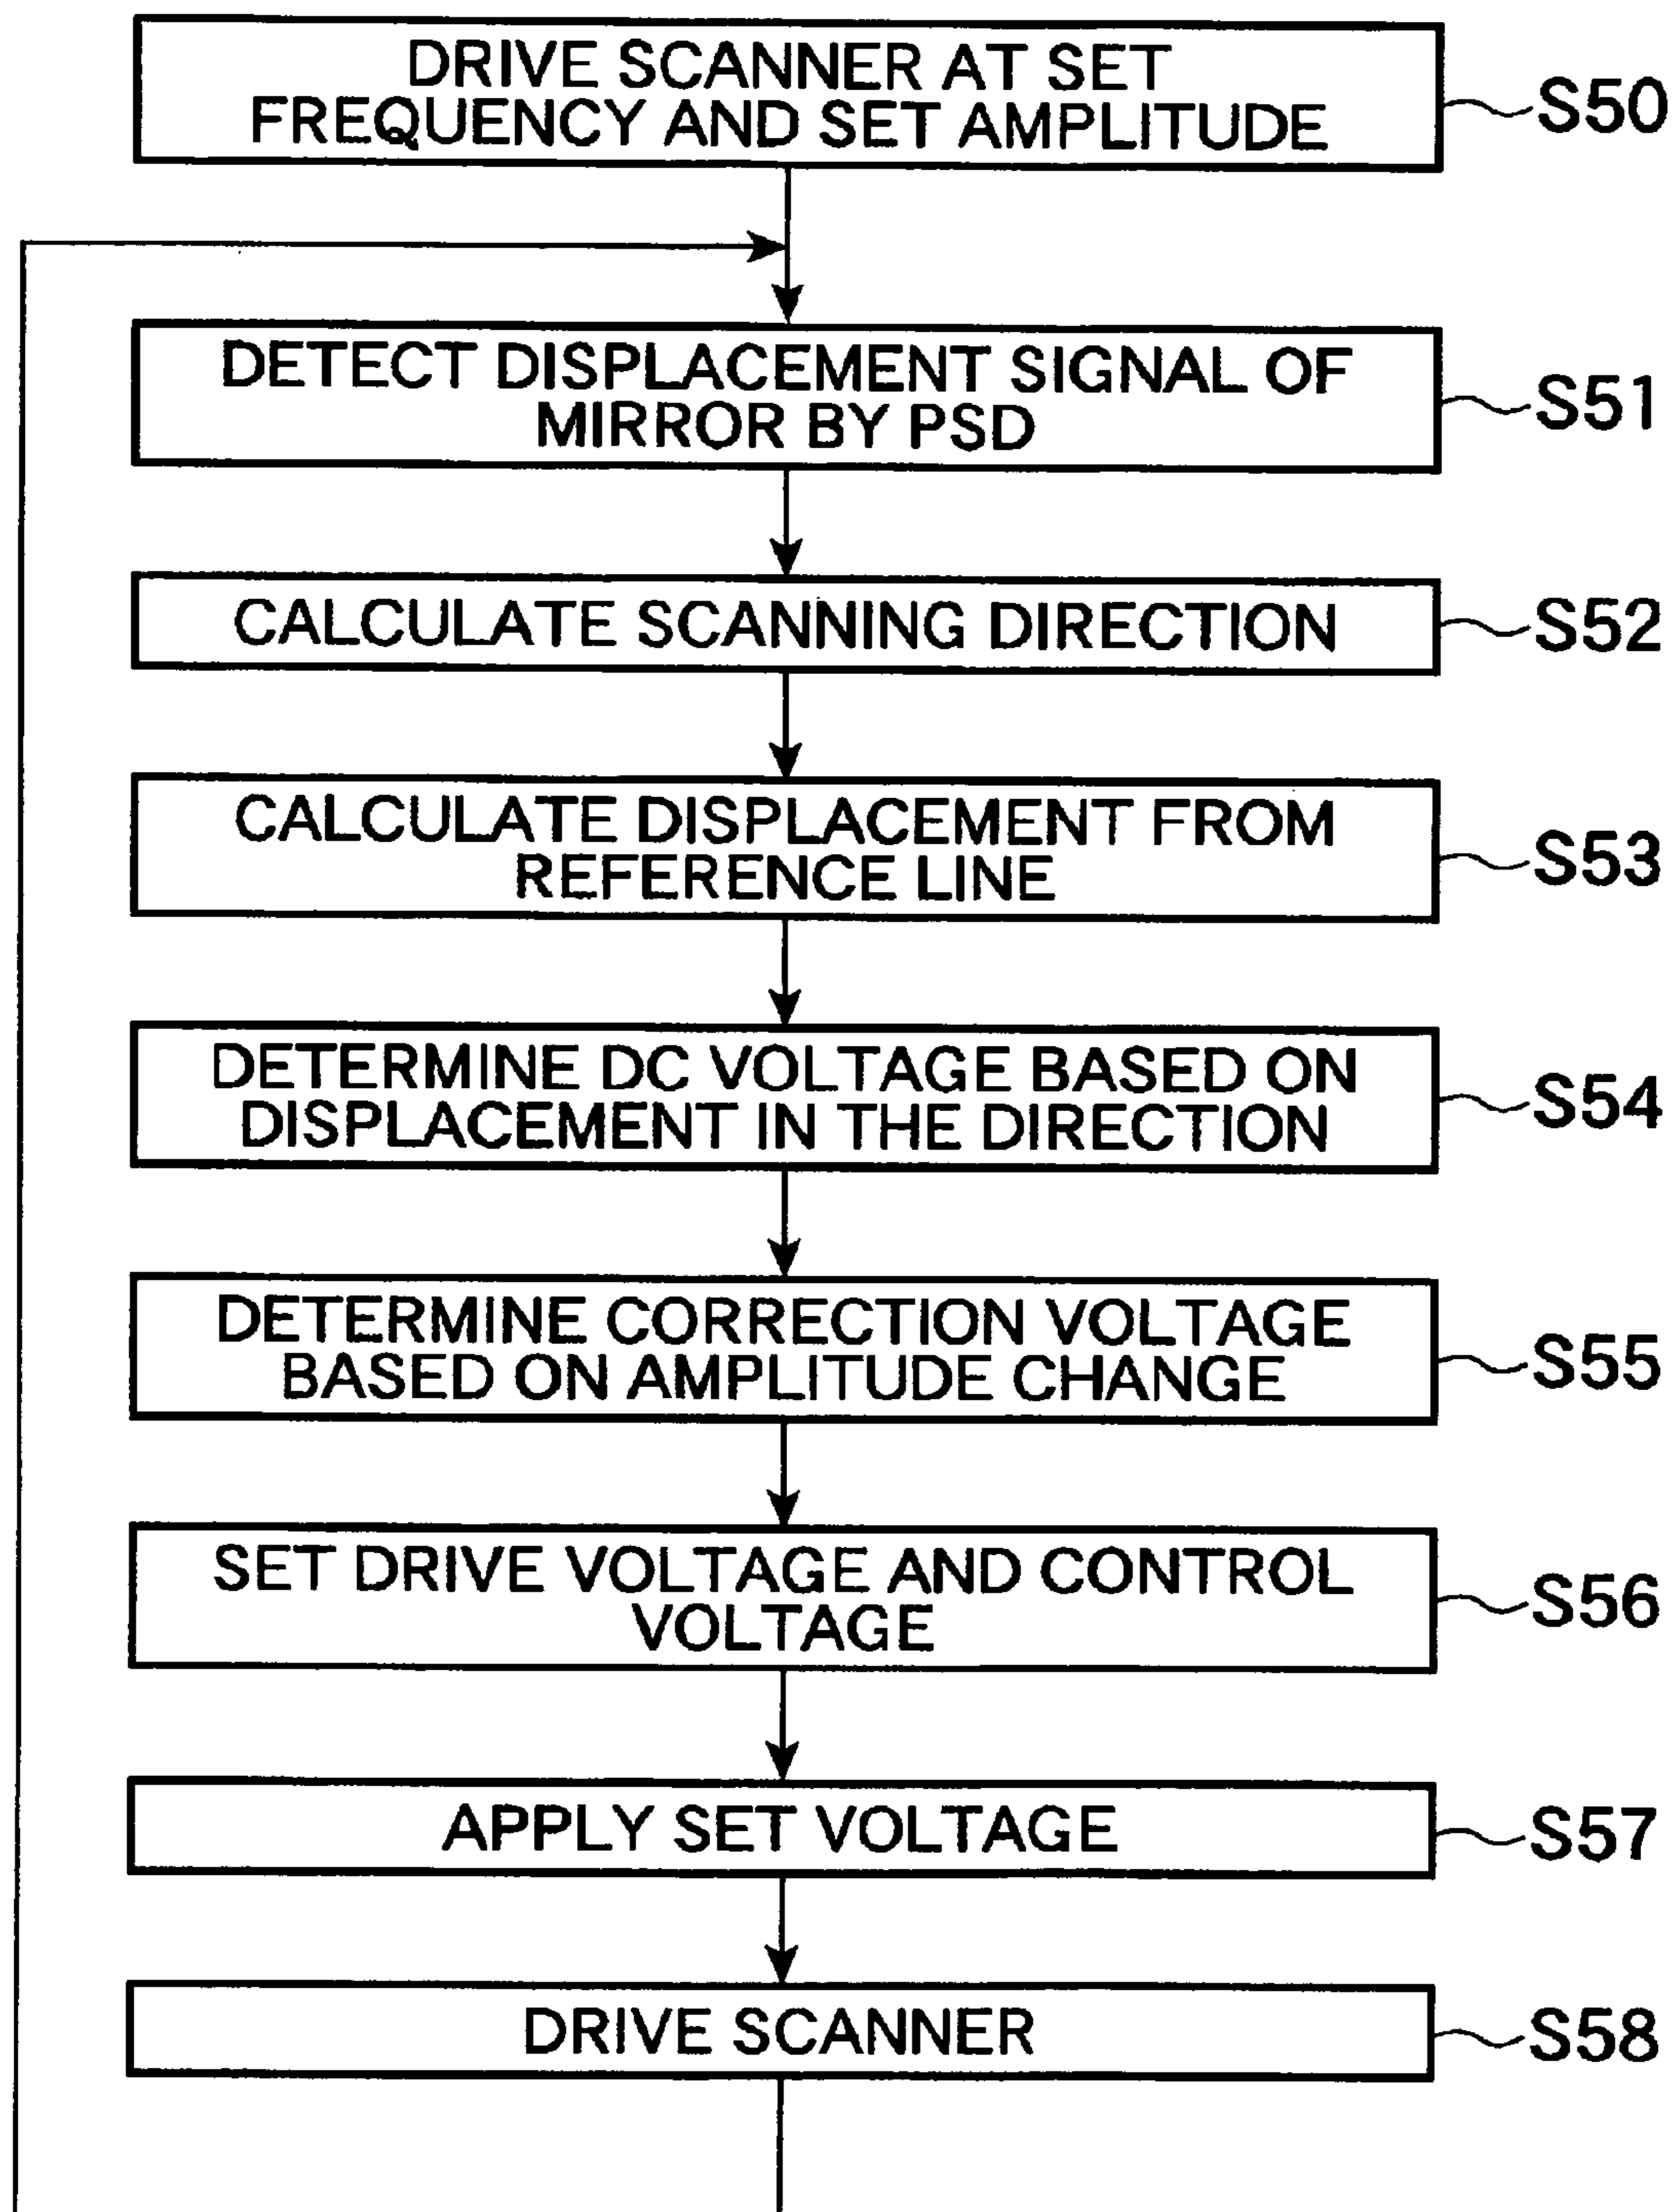 DRIVE SCANNER AT SET
FREQUENCY AND SET AMPLITUDE
S50
DETECT DISPLACEMENT SIGNAL OF
MIRROR BY PSD
S51
CALCULATE SCANNING DIRECTION
S52
CALCULATE DISPLACEMENT FROM
REFERENCE LINE
S53
DETERMINE DC VOLTAGE BASED ON
DISPLACEMENT IN THE DIRECTION
S54
DETERMINE CORRECTION VOLTAGE
BASED ON AMPLITUDE CHANGE
S55
SET DRIVE VOLTAGE AND CONTROL
VOLTAGE
S56
APPLY SET VOLTAGE
S57
DRIVE SCANNER
S58